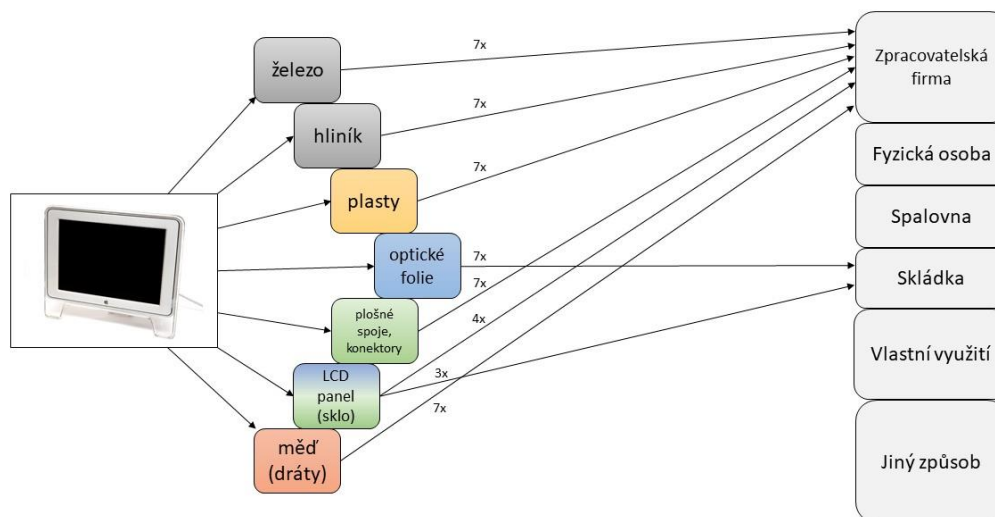 7x
železo
Zpracovatelská
firma
7x
hliník
Fyzická osoba
7x
plasty
Spalovna
optické
folie
7x
Skládka
7x
plošné
spoje,
konektory
4x
Vlastní využití
LCD
panel
(sklo)
3x
7x
měď
(dráty)
Jiný způsob